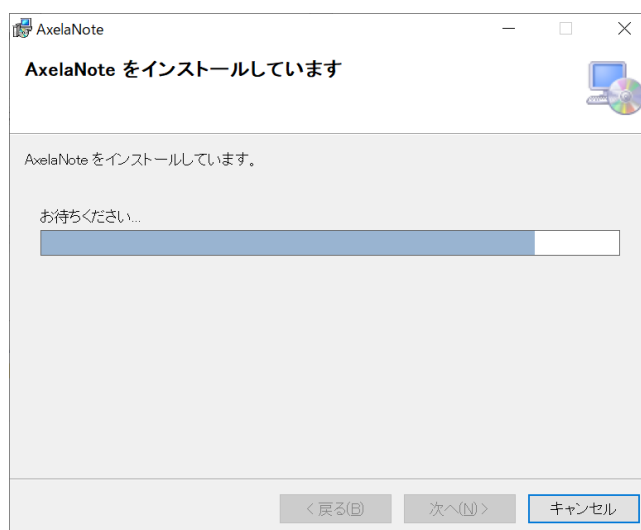 AxelaNote
AxelaNote をインストールしています
AxelaNote をインストールしています。
お待ちください...
< 戻る(B)
次へ(N) >
キャンセル